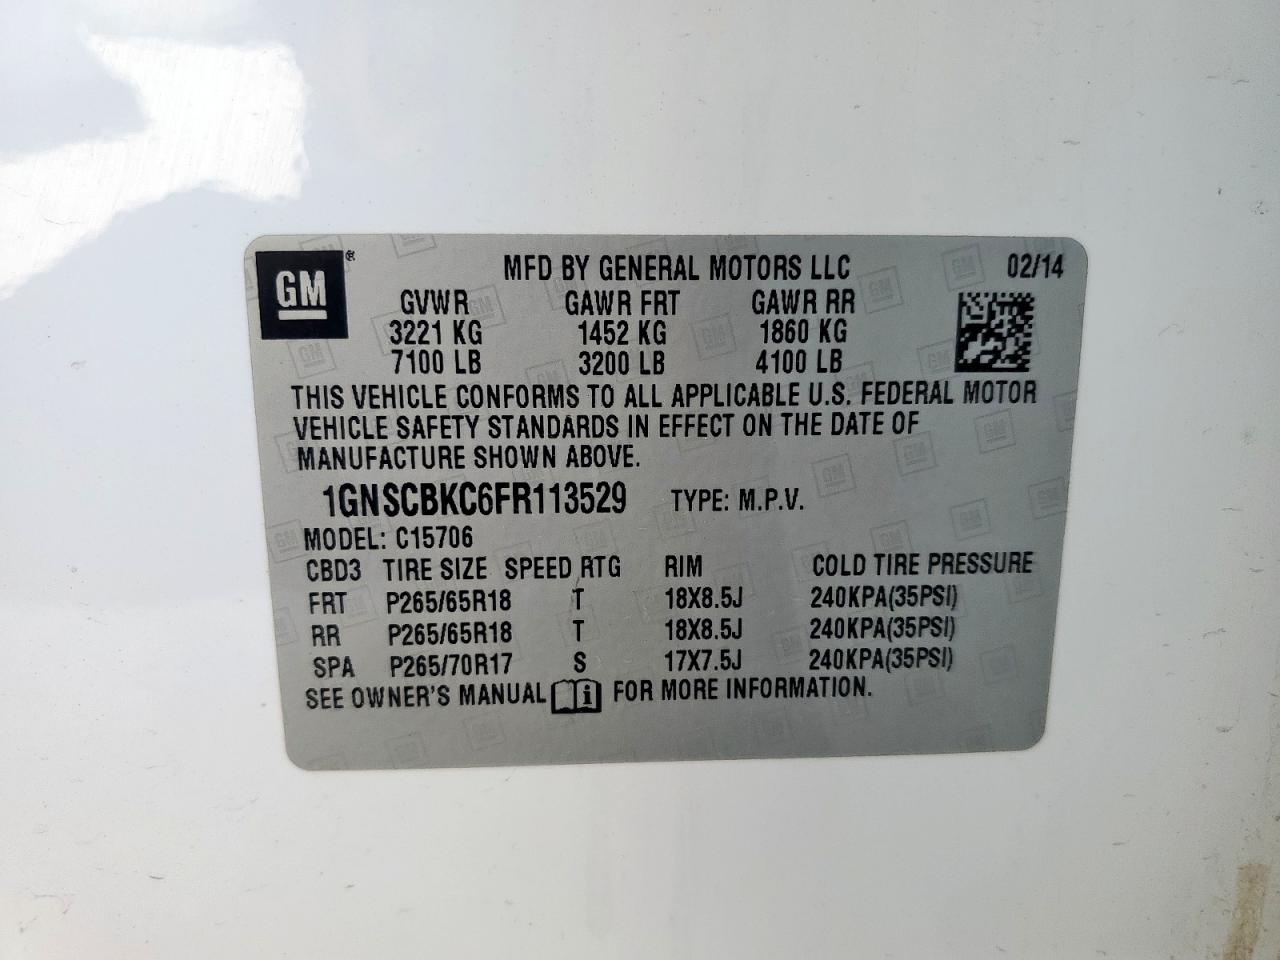 GM ®
MFD BY GENERAL MOTORS LLC 02/14
GVWR GAWR FRT GAWR RR
3221 KG 1452 KG 1860 KG
7100 LB 3200 LB 4100 LB
THIS VEHICLE CONFORMS TO ALL APPLICABLE U.S. FEDERAL MOTOR
VEHICLE SAFETY STANDARDS IN EFFECT ON THE DATE OF
MANUFACTURE SHOWN ABOVE.
1GNSCBKC6FR113529 TYPE: M.P.V.
MODEL: C15706
CBD3 TIRE SIZE SPEED RTG RIM COLD TIRE PRESSURE
FRT P265/65R18 T 18X8.5J 240KPA(35PSI)
RR P265/65R18 T 18X8.5J 240KPA(35PSI)
SPA P265/70R17 S 17X7.5J 240KPA(35PSI)
SEE OWNER'S MANUAL FOR MORE INFORMATION.